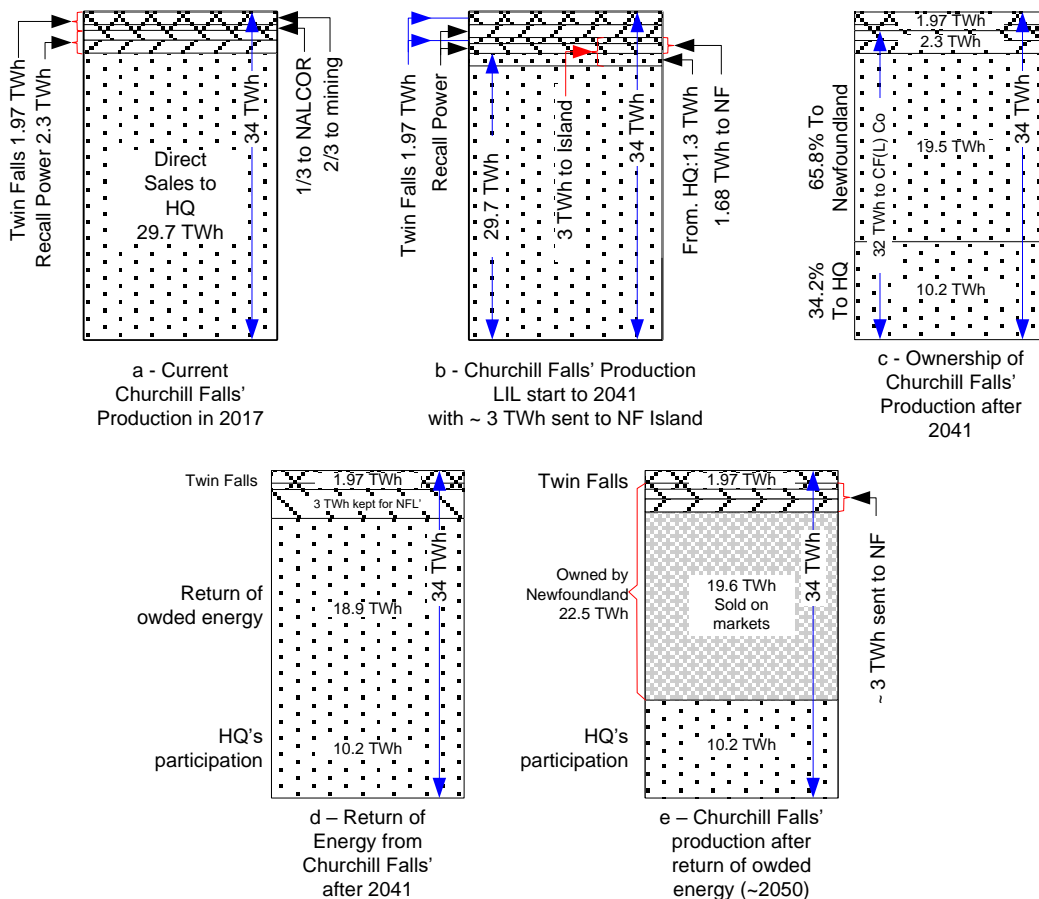 Twin Falls 1.97 TWh
Recall Power 2.3 TWh
34 TWh
Direct
Sales to
HQ
29.7 TWh
1/3 to NALCOR
2/3 to mining
a - Current
Churchill Falls'
Production in 2017
Twin Falls 1.97 TWh
Recall Power
29.7 TWh
3 TWh to Island
34 TWh
From. HQ:1.3 TWh
1.68 TWh to NF
b - Churchill Falls' Production
LIL start to 2041
with ~ 3 TWh sent to NF Island
65.8% To
Newfoundland
34.2%
To HQ
32 TWh to CF(L) Co
1.97 TWh
2.3 TWh
19.5 TWh
10.2 TWh
34 TWh
c - Ownership of
Churchill Falls'
Production after
2041
Twin Falls
1.97 TWh
3 TWh kept for NFL'
Return of
owded energy
18.9 TWh
34 TWh
HQ's
participation
10.2 TWh
d – Return of
Energy from
Churchill Falls'
after 2041
Twin Falls
1.97 TWh
Owned by
Newfoundland
22.5 TWh
19.6 TWh
Sold on
markets
34 TWh
~ 3 TWh sent to NF
HQ's
participation
10.2 TWh
e – Churchill Falls'
production after
return of owded
energy (~2050)